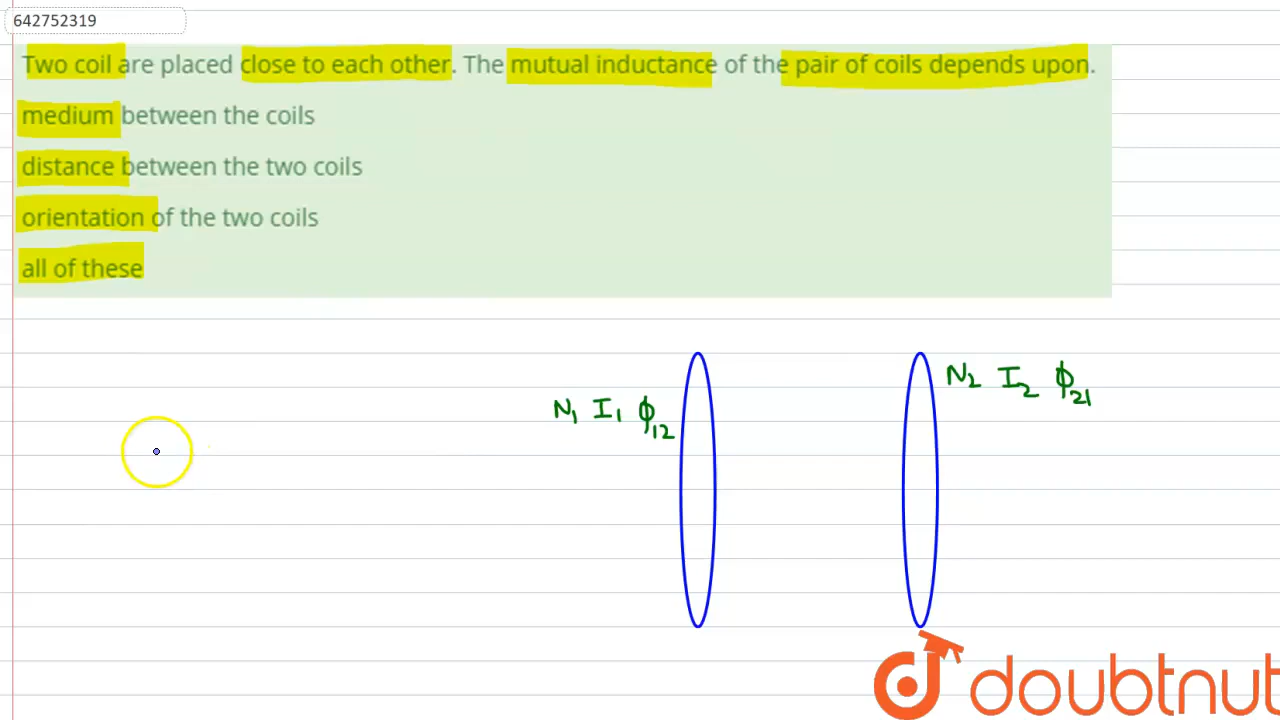 642752319
Two coil are placed close to each other. The mutual inductance of the pair of coils depends upon.
medium between the coils
distance between the two coils
orientation of the two coils
all of these
N1 I1 ϕ12
N2 I2 ϕ21
doubtnut